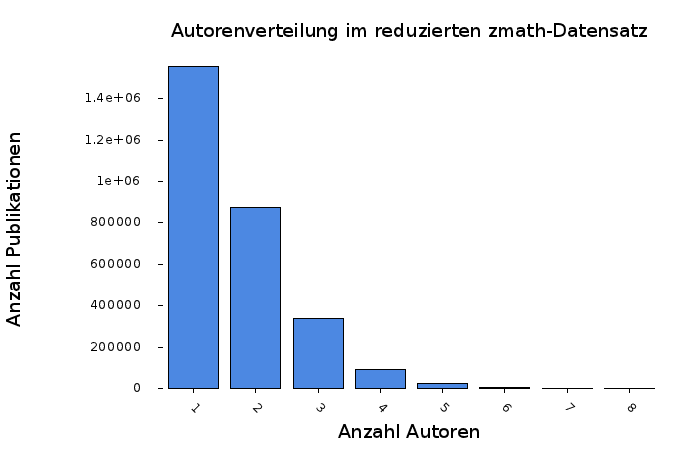 Autorenverteilung im reduzierten zmath-Datensatz
Anzahl Publikationen
1.4e+06
1.2e+06
1e+06
800000
600000
400000
200000
0
1 2 3 4 5 6 7 8
Anzahl Autoren